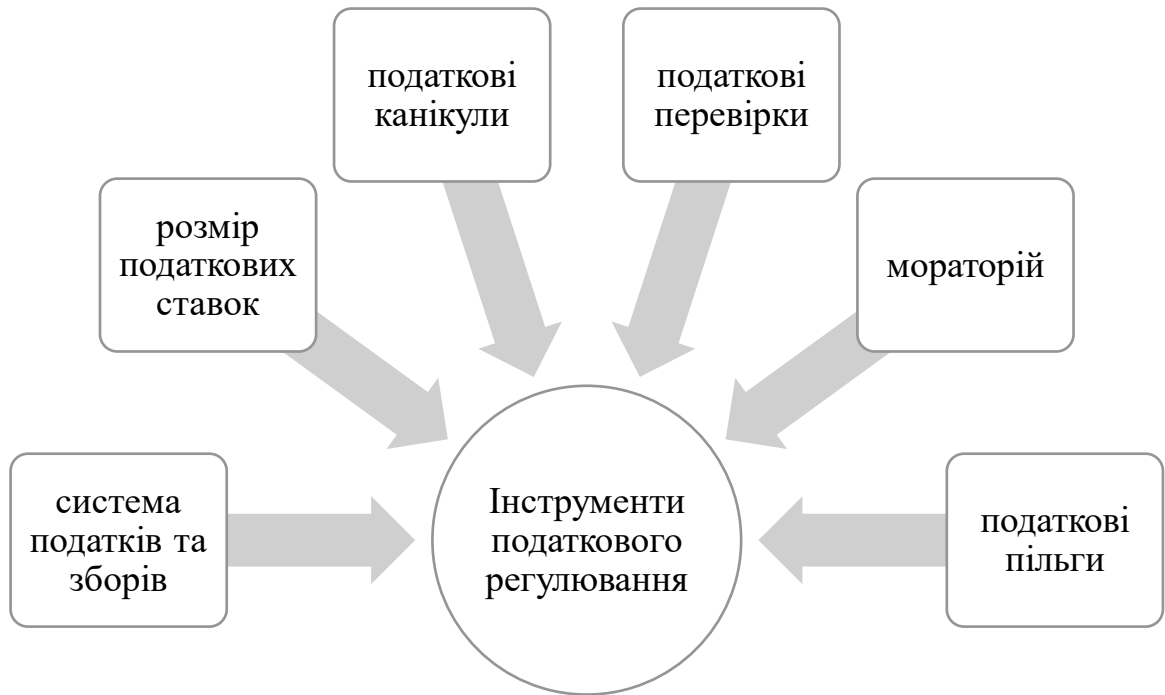 податкові
канікули
податкові
перевірки
розмір
податкових
ставок
мораторій
система
податків та
зборів
Інструменти
податкового
регулювання
податкові
пільги